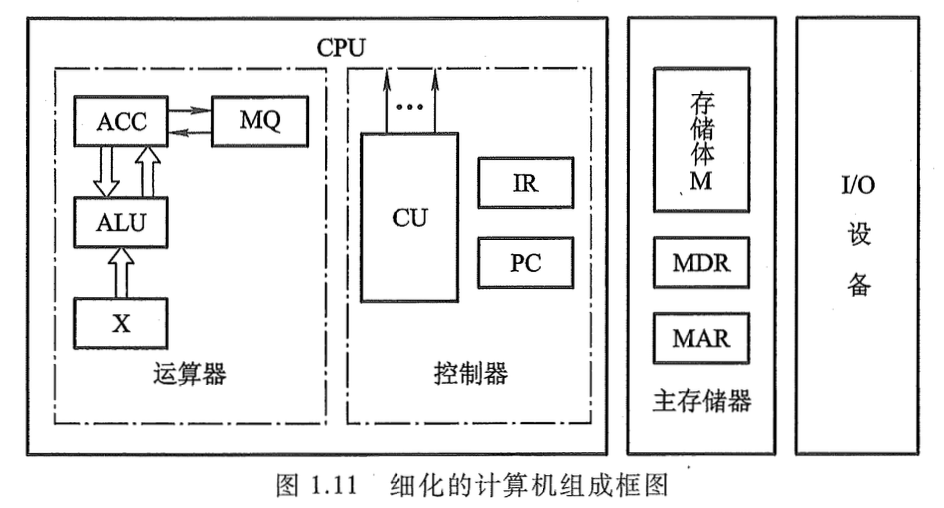 CPU
ACC
MQ
ALU
X
运算器
CU
IR
PC
控制器
存储体M
MDR
MAR
主存储器
I/O
设
备
图 1.11 细化的计算机组成框图